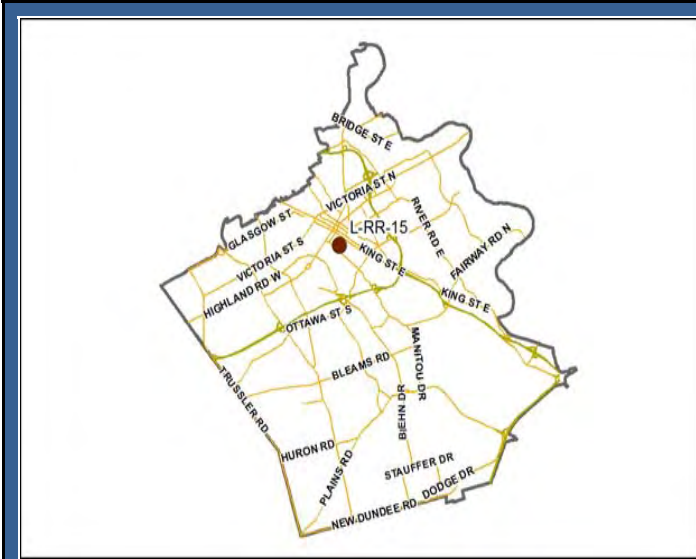 BRIDGE ST E
VICTORIA ST N
GLASGOW ST
L-RR-15
RIVER RD E
FAIRWAY RD N
VICTORIA ST S
KING ST E
HIGHLAND RD W
KING ST E
OTTAWA ST S
MANITOU DR
BLEAMS RD
TRUSSLER RD
BIEHN DR
HURON RD
PLAINS RD
STAUFFER DR
DODGE DR
NEW DUNDEE RD